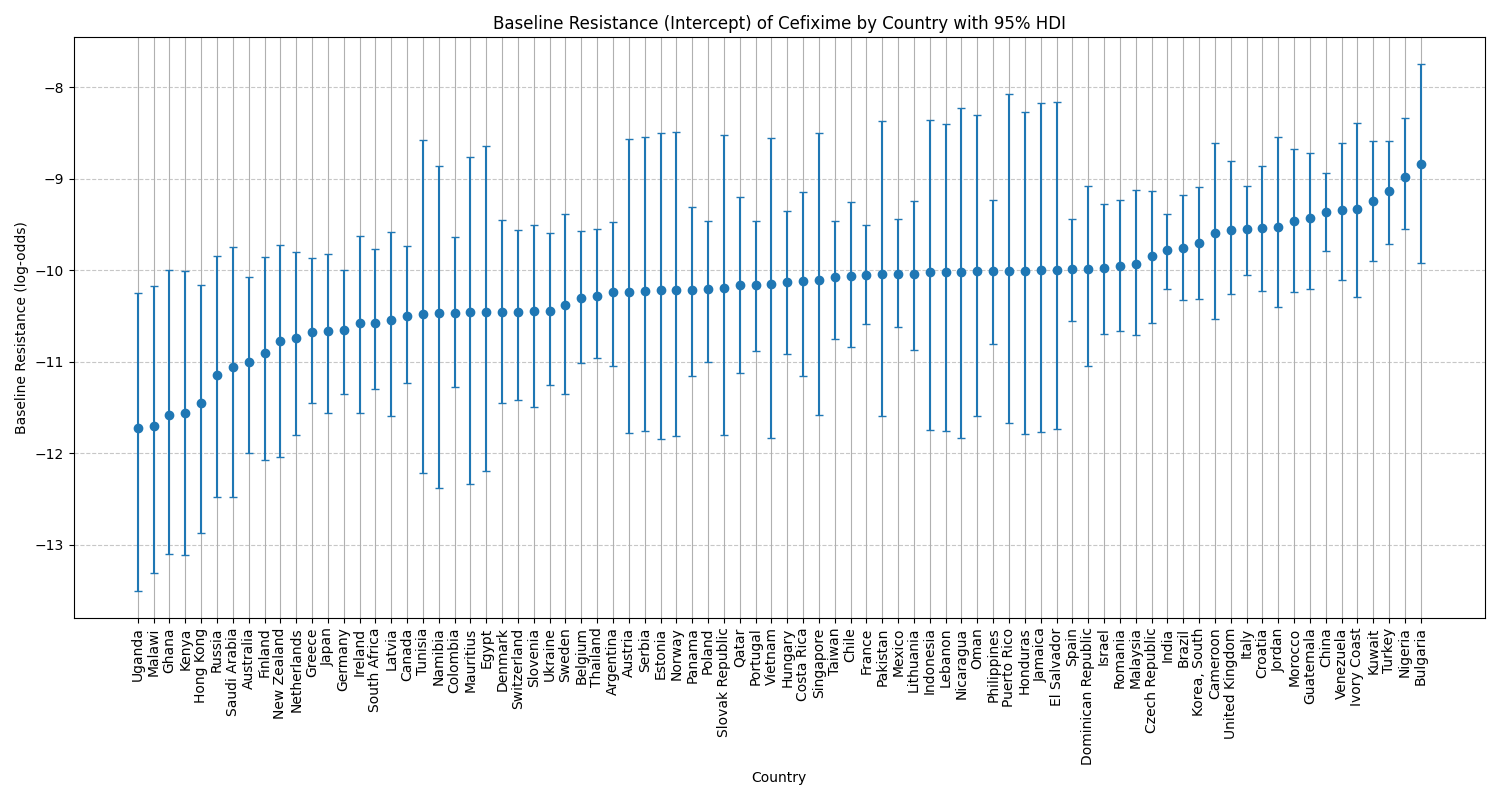 Baseline Resistance (Intercept) of Cefixime by Country with 95% HDI
Baseline Resistance (log-odds)
−8
−9
−10
−11
−12
−13
Uganda
Malawi
Ghana
Kenya
Hong Kong
Russia
Saudi Arabia
Australia
Finland
New Zealand
Netherlands
Greece
Japan
Germany
Ireland
South Africa
Latvia
Canada
Tunisia
Namibia
Colombia
Mauritius
Egypt
Denmark
Switzerland
Slovenia
Ukraine
Sweden
Belgium
Thailand
Argentina
Austria
Serbia
Estonia
Norway
Panama
Poland
Slovak Republic
Qatar
Portugal
Vietnam
Hungary
Costa Rica
Singapore
Taiwan
Chile
France
Pakistan
Mexico
Lithuania
Indonesia
Lebanon
Nicaragua
Oman
Philippines
Puerto Rico
Honduras
Jamaica
El Salvador
Spain
Dominican Republic
Israel
Romania
Malaysia
Czech Republic
India
Brazil
Korea, South
Cameroon
United Kingdom
Italy
Croatia
Jordan
Morocco
Guatemala
China
Venezuela
Ivory Coast
Kuwait
Turkey
Nigeria
Bulgaria
Country